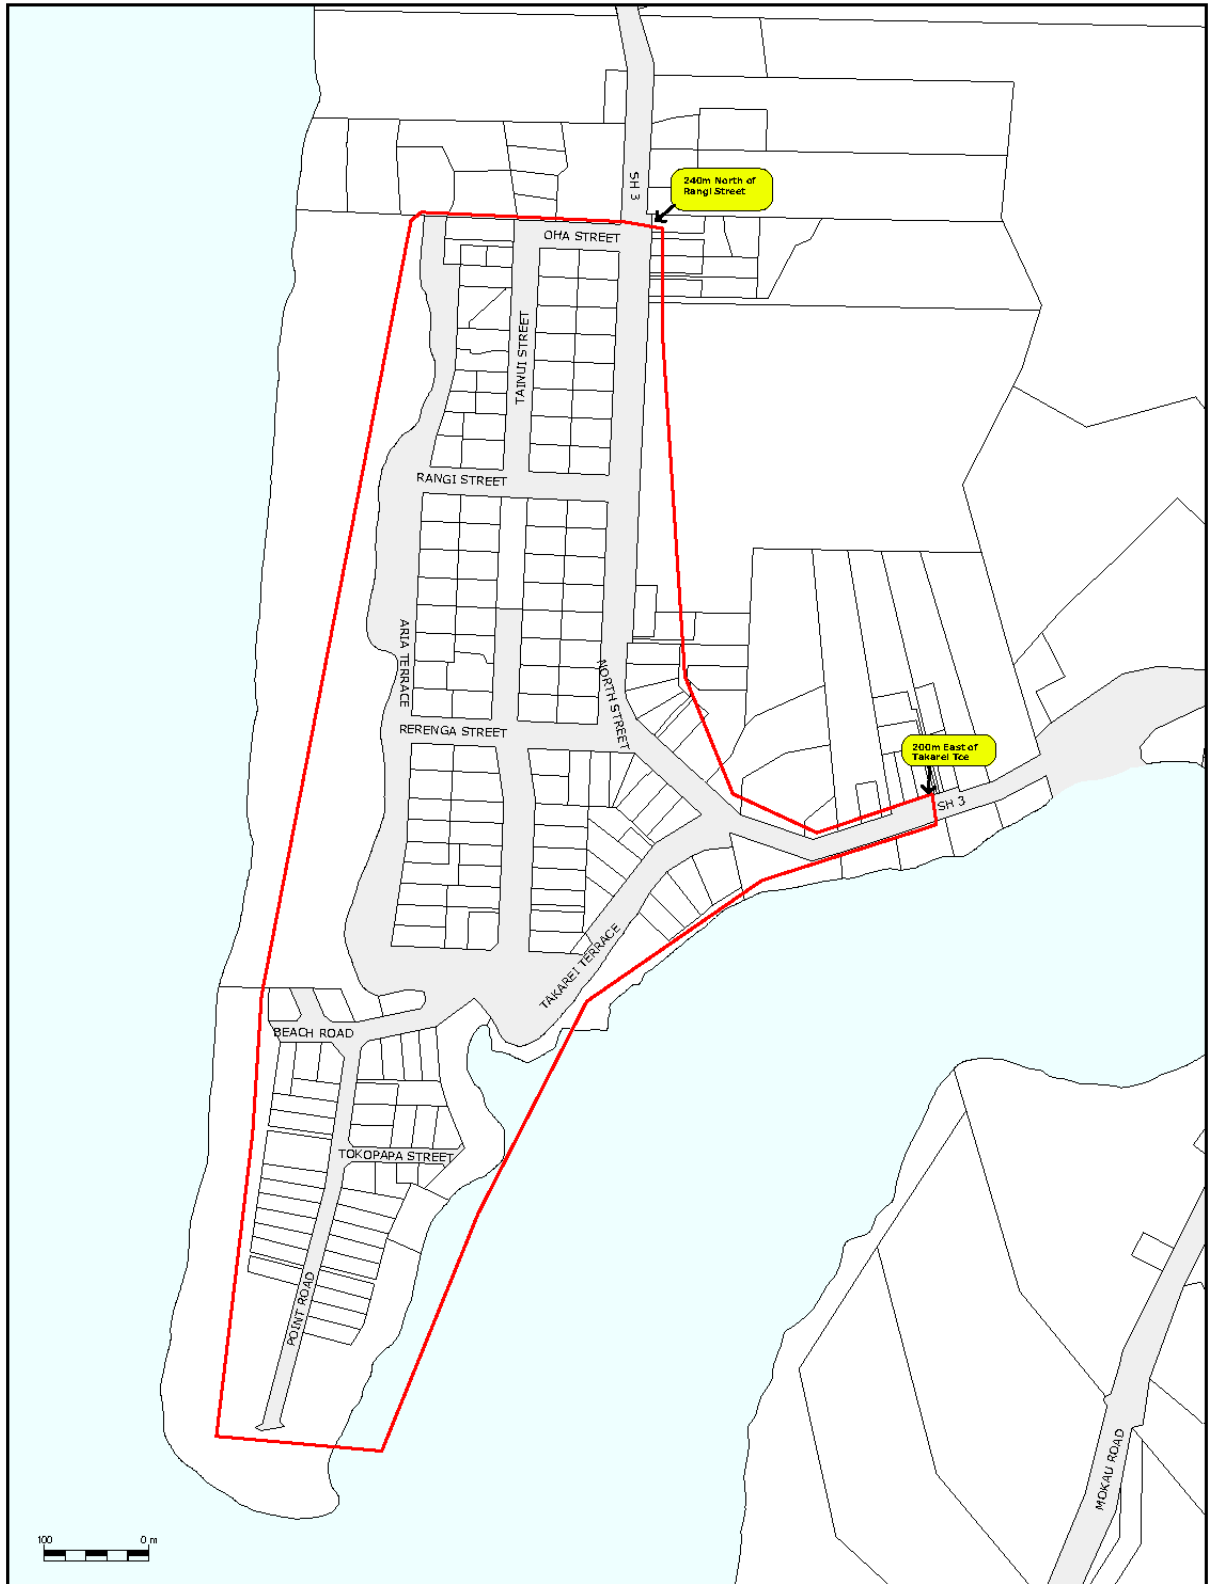 SH 3
240m North of
Rangi Street
OHA STREET
TAINUI STREET
RANGI STREET
ARIA TERRACE
NORTH STREET
RERENGA STREET
200m East of
Takarei Tce
SH 3
TAKAREI TERRACE
BEACH ROAD
TOKOPAPA STREET
POINT ROAD
MOKAU ROAD
100 0 m